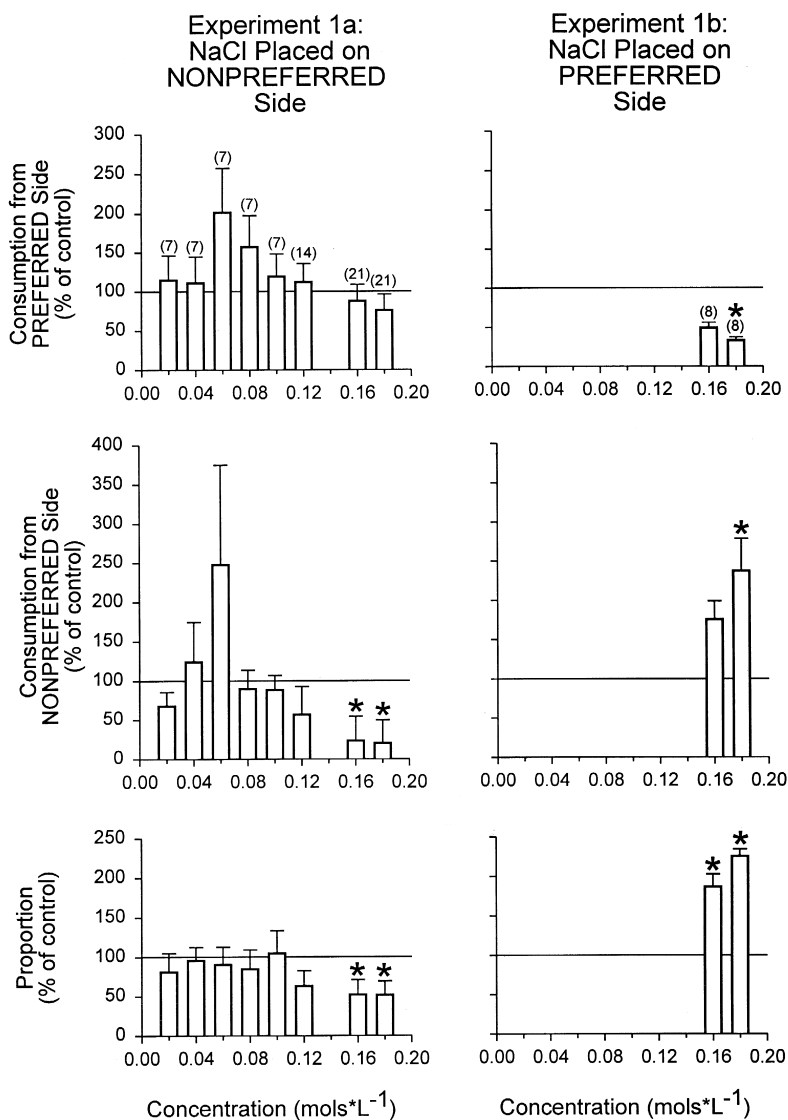 Experiment 1a:
NaCl Placed on
NONPREFERRED
Side
Experiment 1b:
NaCl Placed on
PREFERRED
Side
Consumption from
PREFERRED Side
(% of control)
300
250
200
150
100
50
0
(7)
(7)
(7)
(7)
(7)
(14)
(21)
(21)
0.00 0.04 0.08 0.12 0.16 0.20
(8)
*
(8)
0.00 0.04 0.08 0.12 0.16 0.20
Consumption from
NONPREFERRED Side
(% of control)
400
350
300
250
200
150
100
50
0
* *
0.00 0.04 0.08 0.12 0.16 0.20
*
0.00 0.04 0.08 0.12 0.16 0.20
Proportion
(% of control)
250
200
150
100
50
0
* *
0.00 0.04 0.08 0.12 0.16 0.20
* *
0.00 0.04 0.08 0.12 0.16 0.20
Concentration (mols*L-1)
Concentration (mols*L-1)